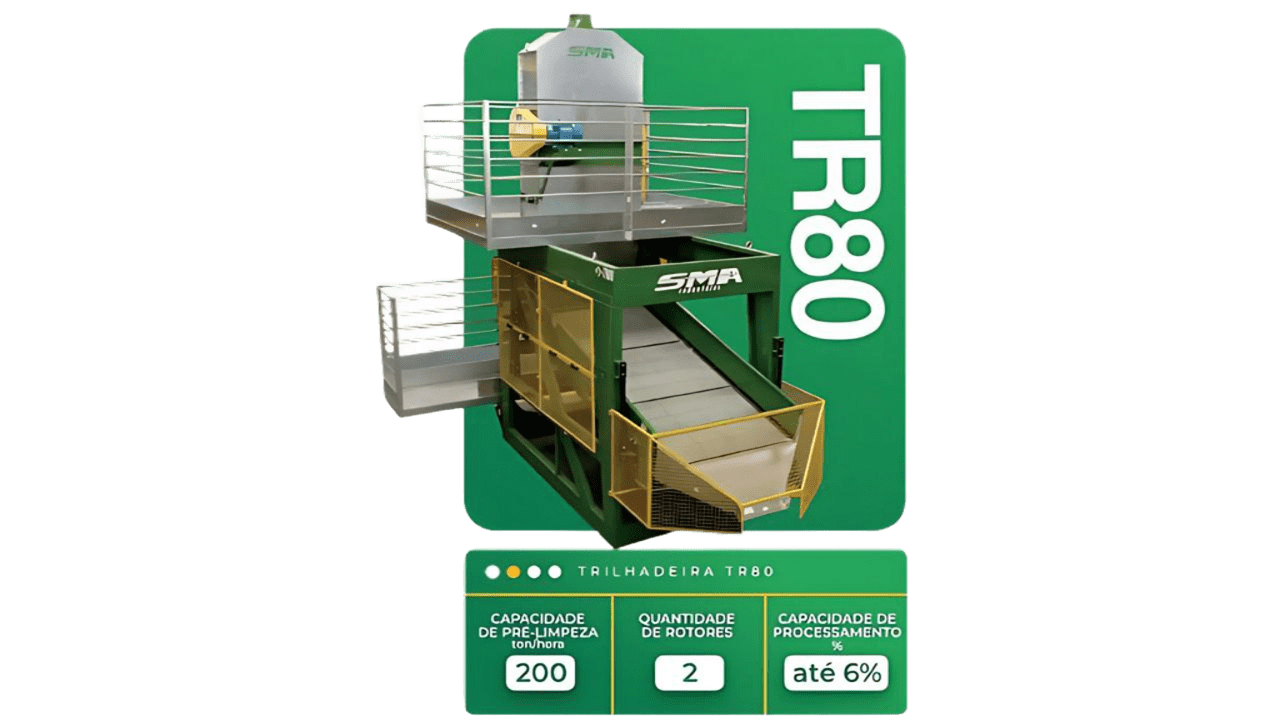 SMA
TR80
SMA
INDUSTRIAL
TRILHADEIRA TR80
CAPACIDADE
DE PRÉ-LIMPEZA
ton/hora
200
QUANTIDADE
DE ROTORES
2
CAPACIDADE DE
PROCESSAMENTO
%
até 6%